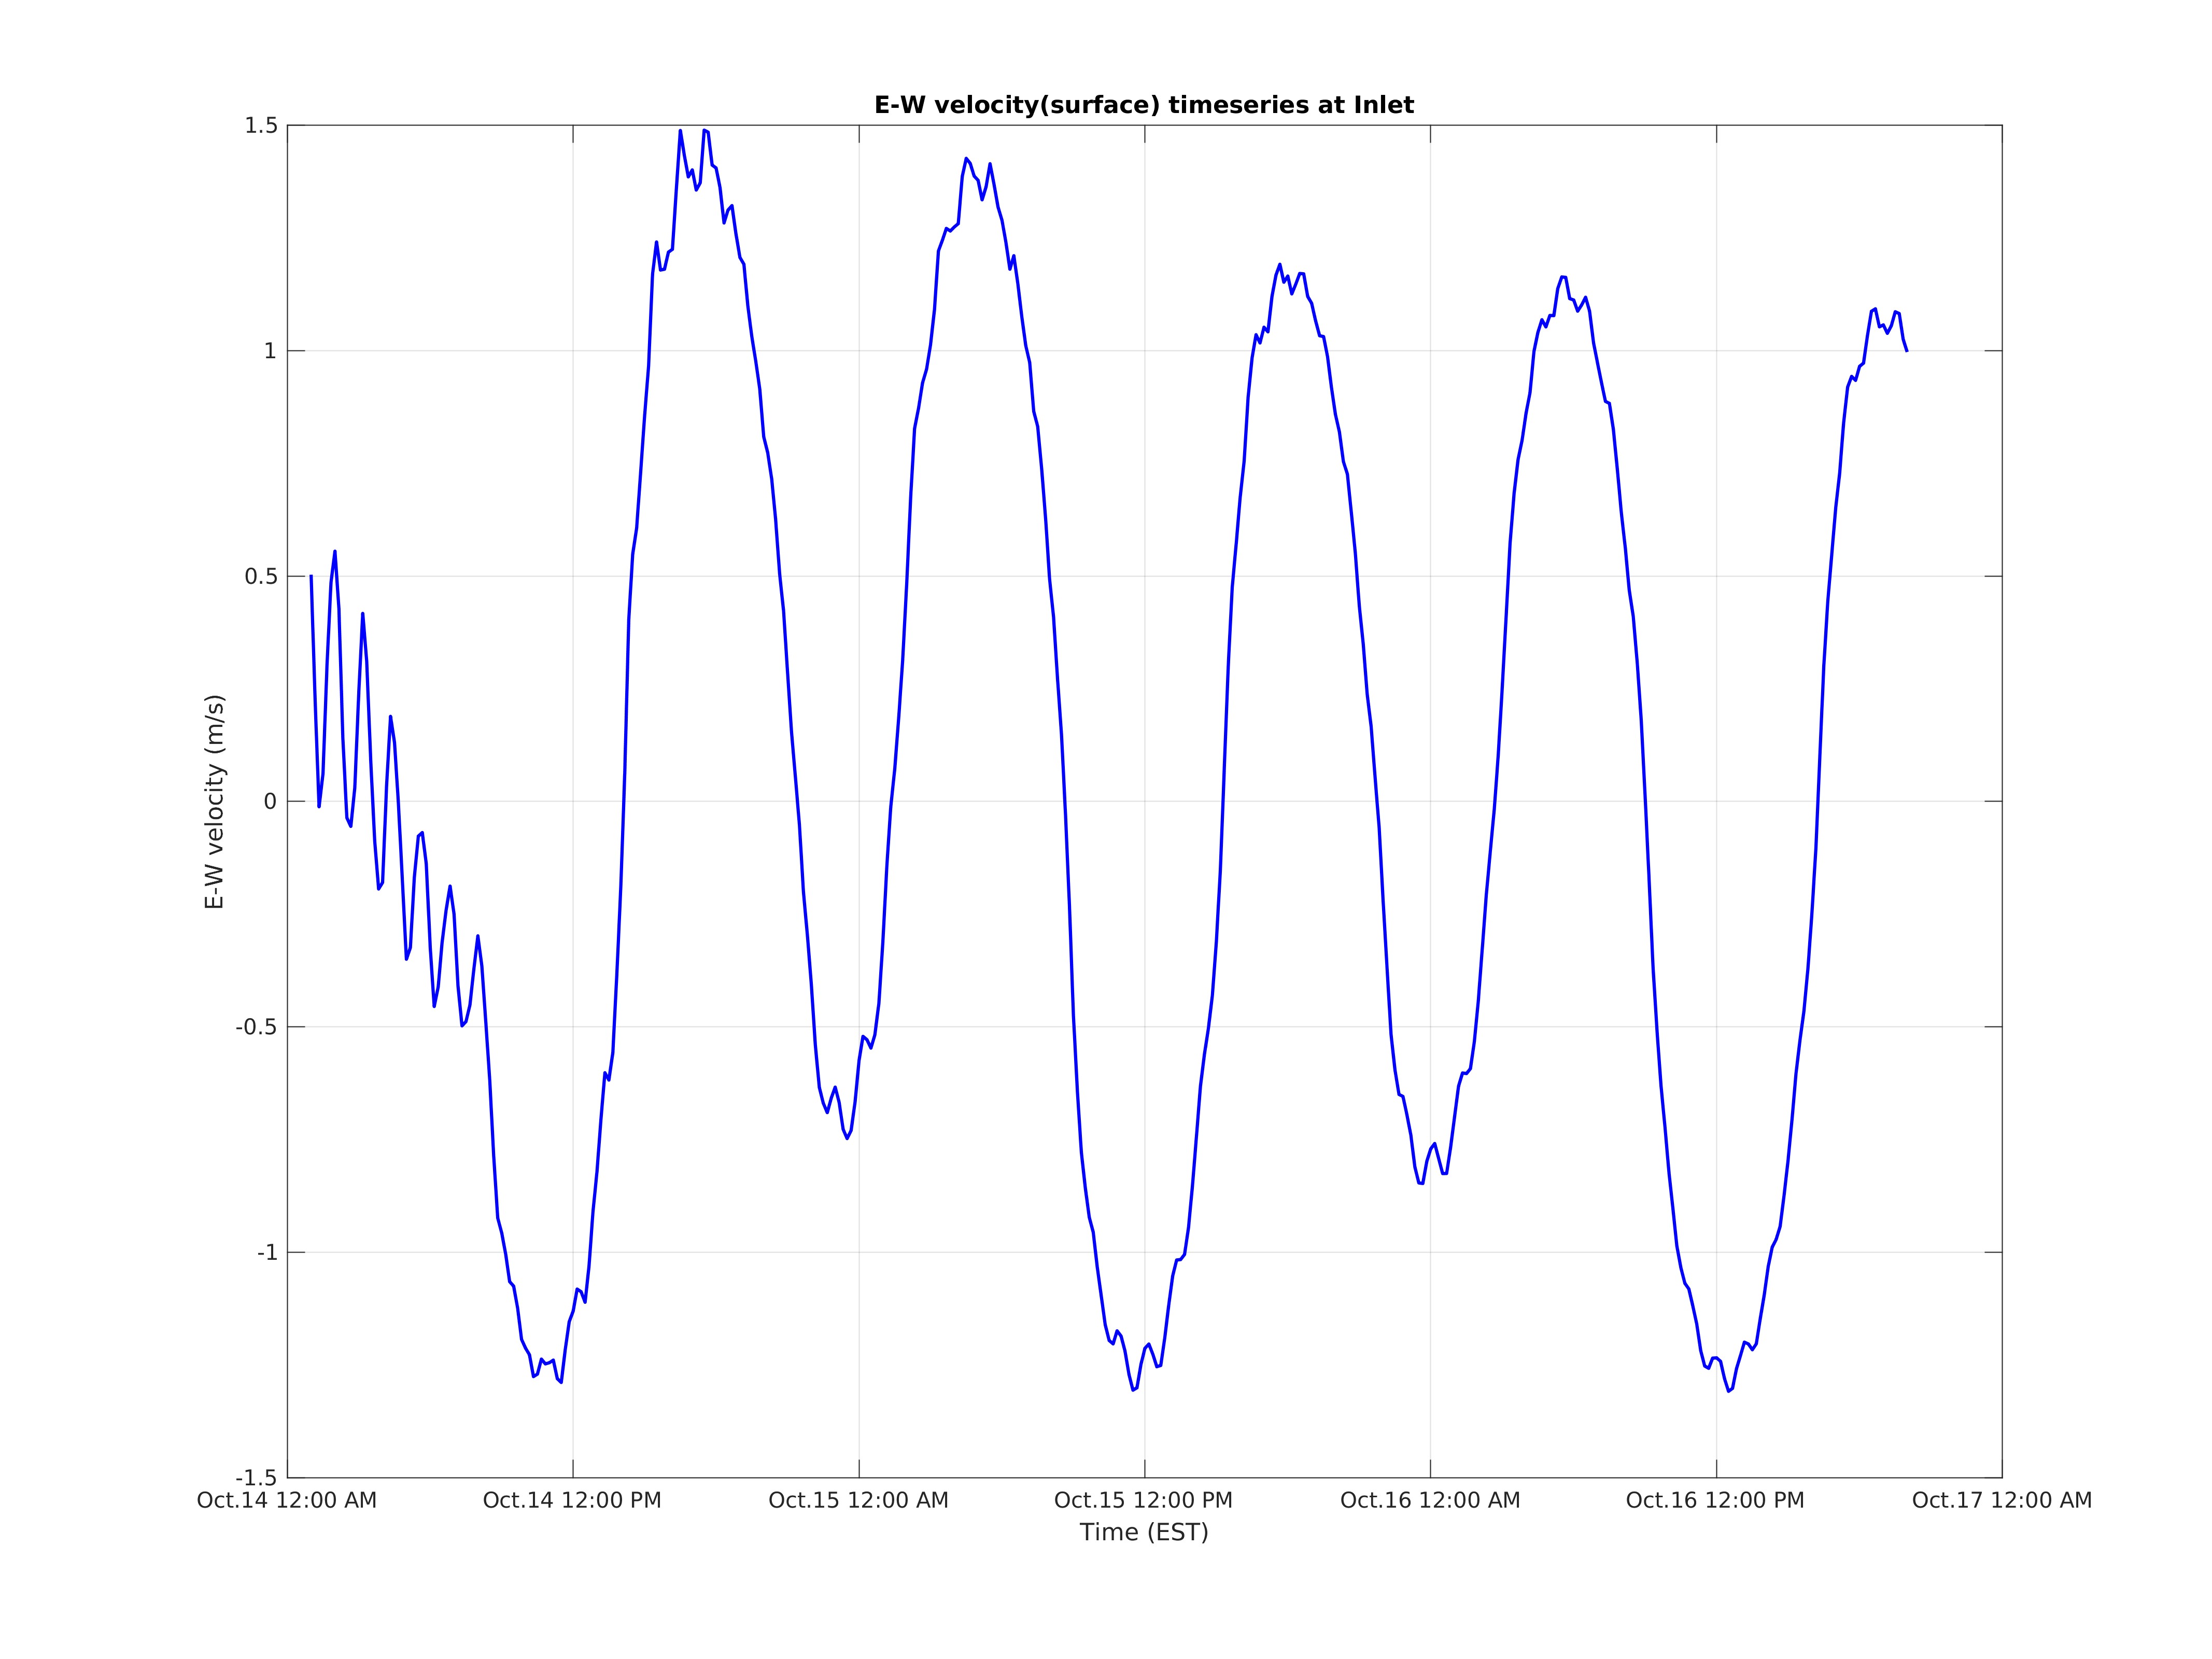 E-W velocity(surface) timeseries at Inlet
1.5
1
0.5
0
-0.5
-1
-1.5
E-W velocity (m/s)
Oct.14 12:00 AM Oct.14 12:00 PM Oct.15 12:00 AM Oct.15 12:00 PM Oct.16 12:00 AM Oct.16 12:00 PM Oct.17 12:00 AM
Time (EST)